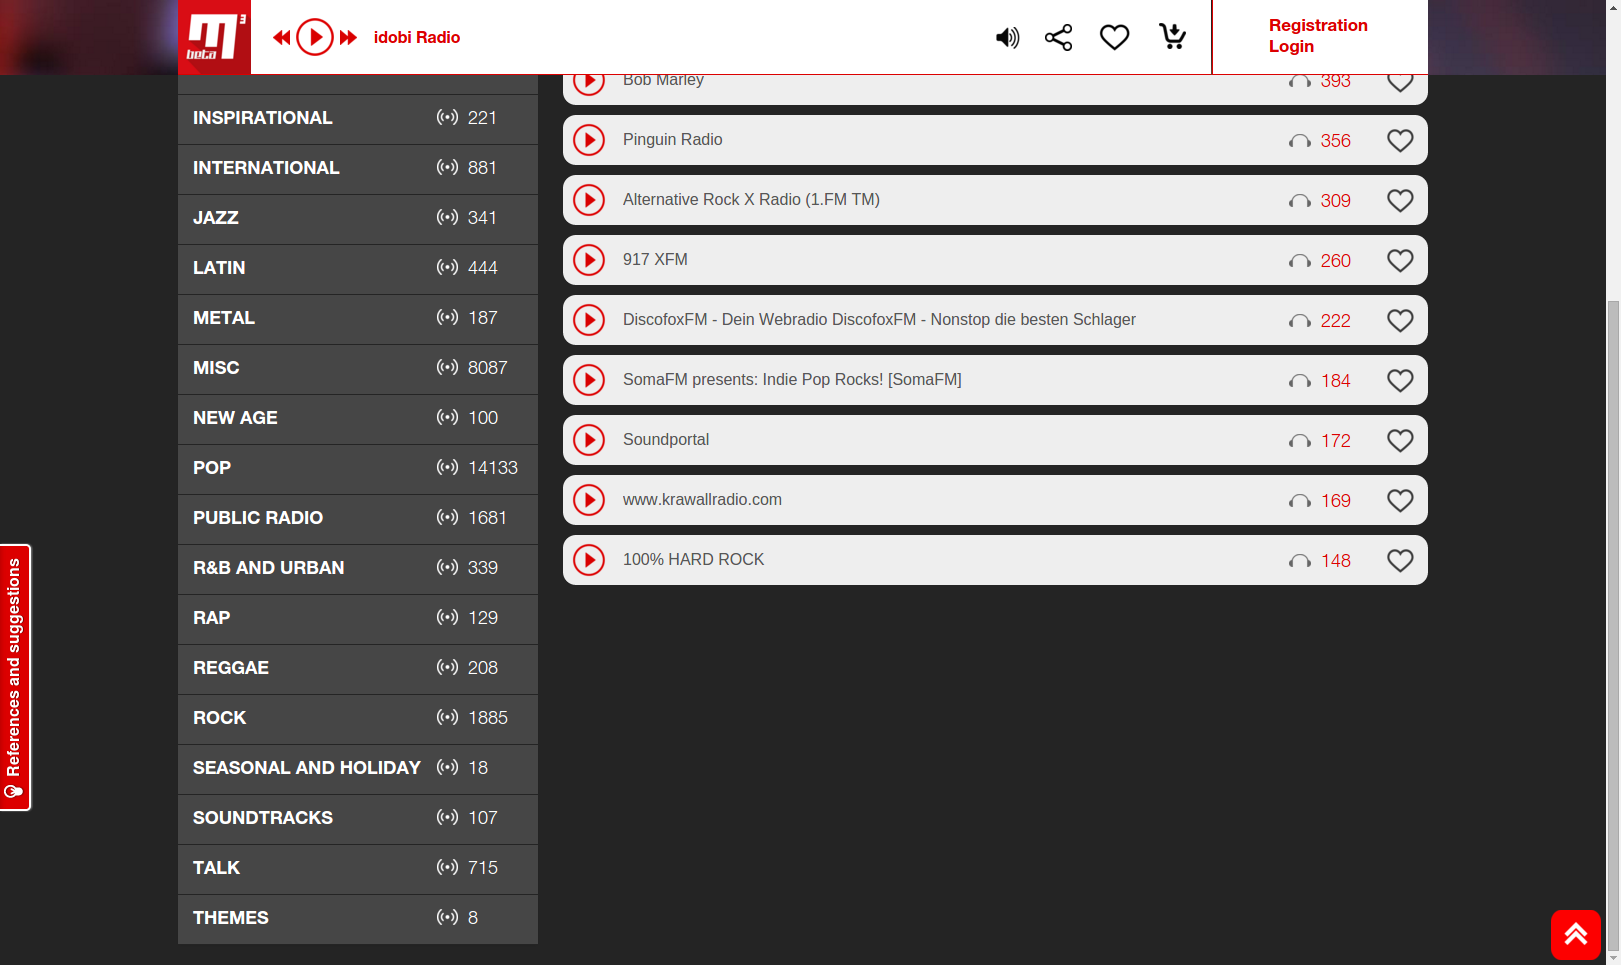 M3
beta
idobi Radio
Registration
Login
INSPIRATIONAL 221
INTERNATIONAL 881
JAZZ 341
LATIN 444
METAL 187
MISC 8087
NEW AGE 100
POP 14133
PUBLIC RADIO 1681
R&B AND URBAN 339
RAP 129
REGGAE 208
ROCK 1885
SEASONAL AND HOLIDAY 18
SOUNDTRACKS 107
TALK 715
THEMES 8
Bob Marley 393
Pinguin Radio 356
Alternative Rock X Radio (1.FM TM) 309
917 XFM 260
DiscofoxFM - Dein Webradio DiscofoxFM - Nonstop die besten Schlager 222
SomaFM presents: Indie Pop Rocks! [SomaFM] 184
Soundportal 172
www.krawallradio.com 169
100% HARD ROCK 148
References and suggestions